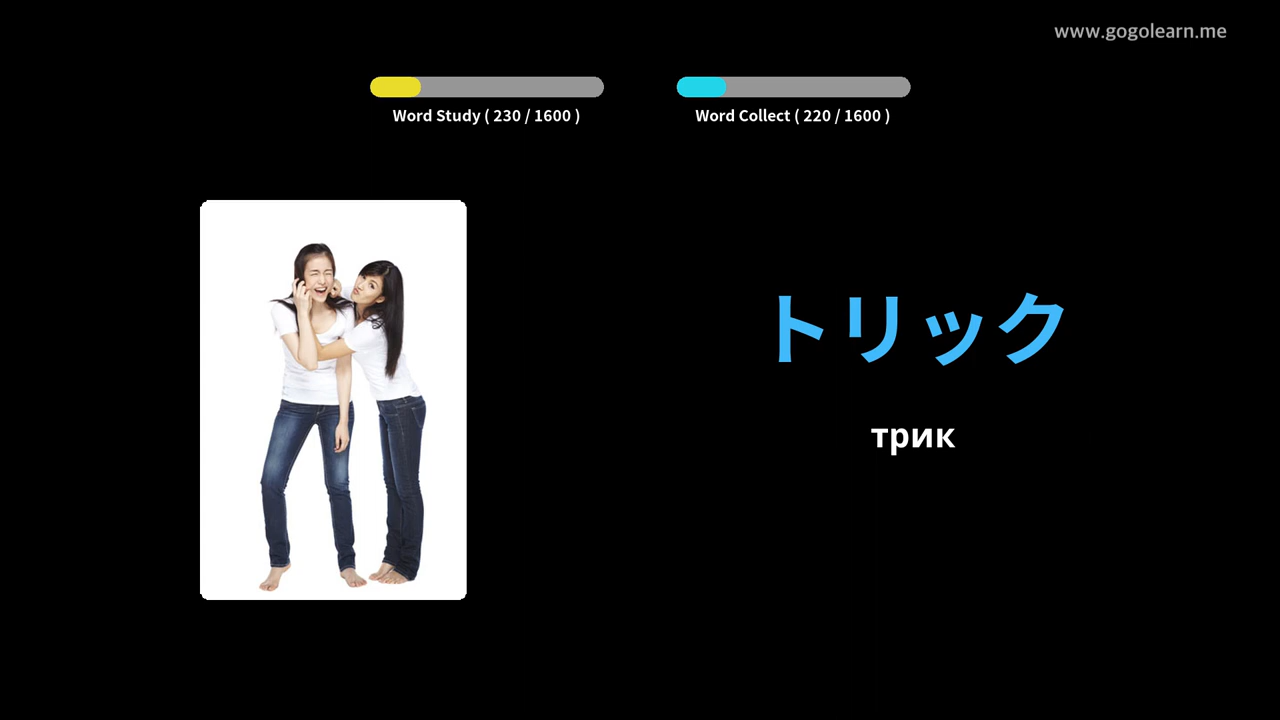 www.gogolearn.me
Word Study ( 230 / 1600 )
Word Collect ( 220 / 1600 )
トリック
трик